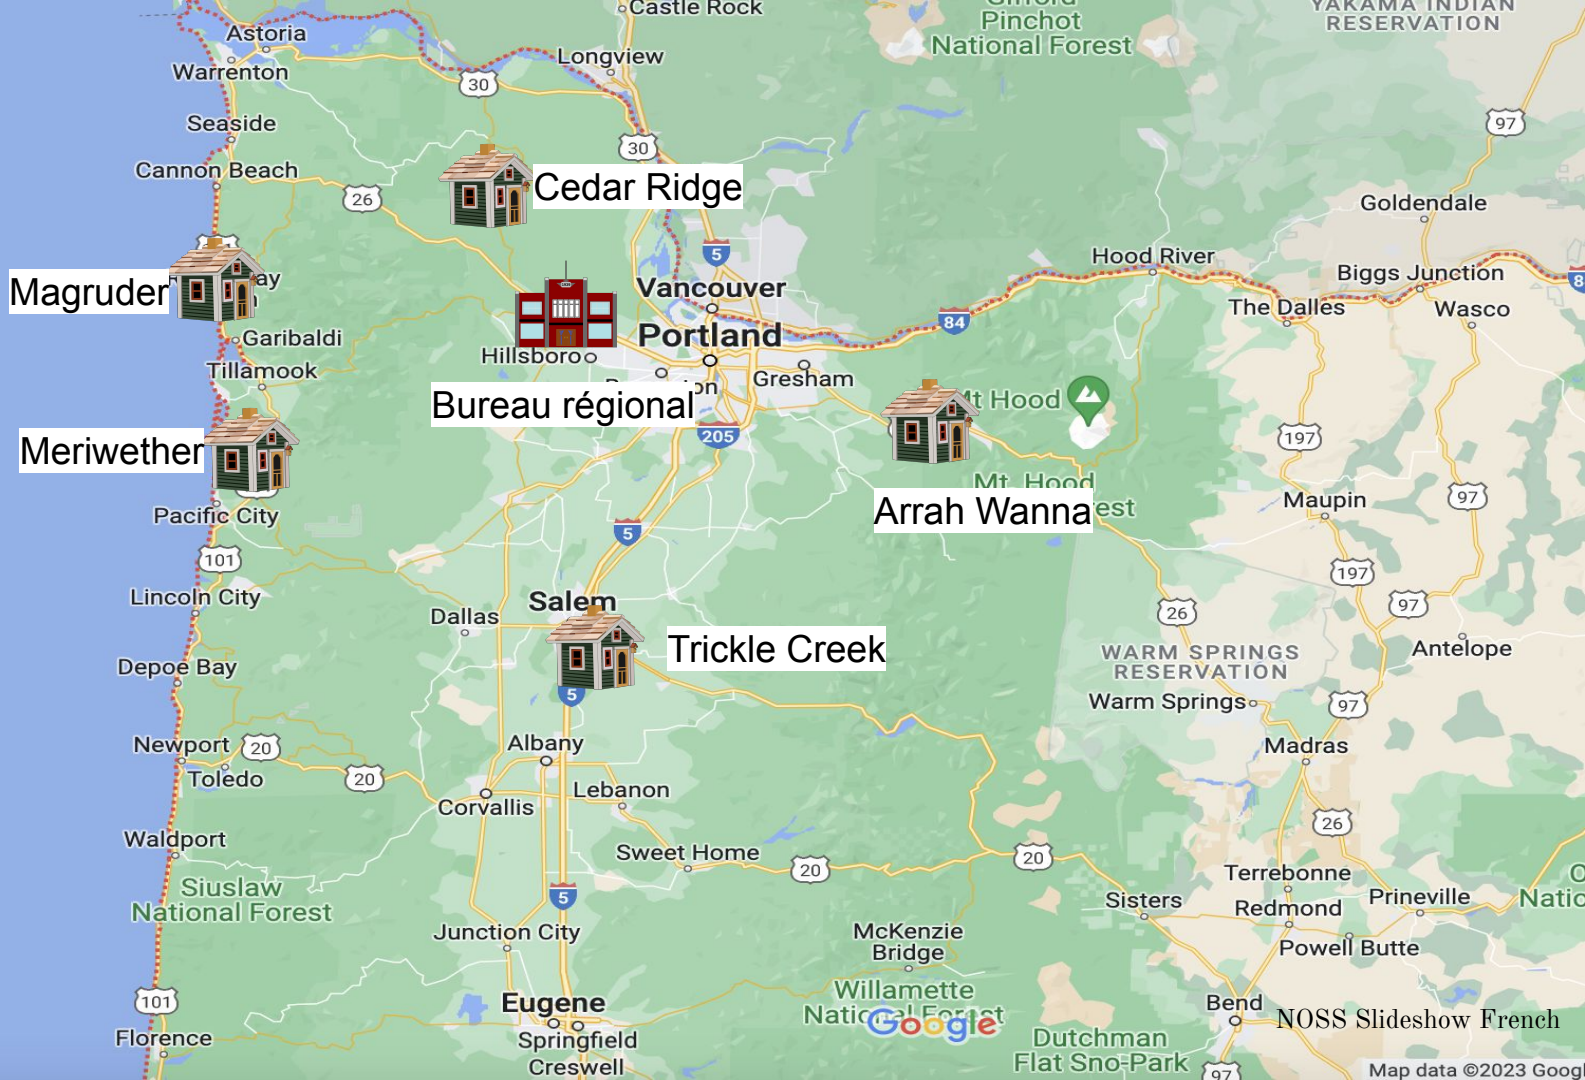 Castle Rock
Gifford
Pinchot
National Forest
YAKAMA INDIAN
RESERVATION
Astoria
Warrenton
Longview
30
97
Seaside
30
Cannon Beach
26
Cedar Ridge
Goldendale
5
Hood River
Biggs Junction
Magruder
Vancouver
84
The Dalles
Wasco
Garibaldi
Portland
Hillsboro
Tillamook
Gresham
Bureau régional
Mt Hood
205
197
Meriwether
Mt. Hood
97
Maupin
Arrah Wanna
Pacific City
5
101
197
Lincoln City
Salem
26
97
Dallas
Trickle Creek
Antelope
WARM SPRINGS
RESERVATION
Depoe Bay
5
Warm Springs
97
Newport
20
Albany
Madras
Toledo
20
Lebanon
Corvallis
26
Waldport
Sweet Home
20
20
Terrebonne
Siuslaw
National Forest
5
Sisters
Redmond
Prineville
Junction City
McKenzie
Bridge
Powell Butte
Willamette
National Forest
Google
101
Eugene
Bend
NOSS Slideshow French
Florence
Springfield
Dutchman
Flat Sno-Park
Creswell
97
Map data ©2023 Googl